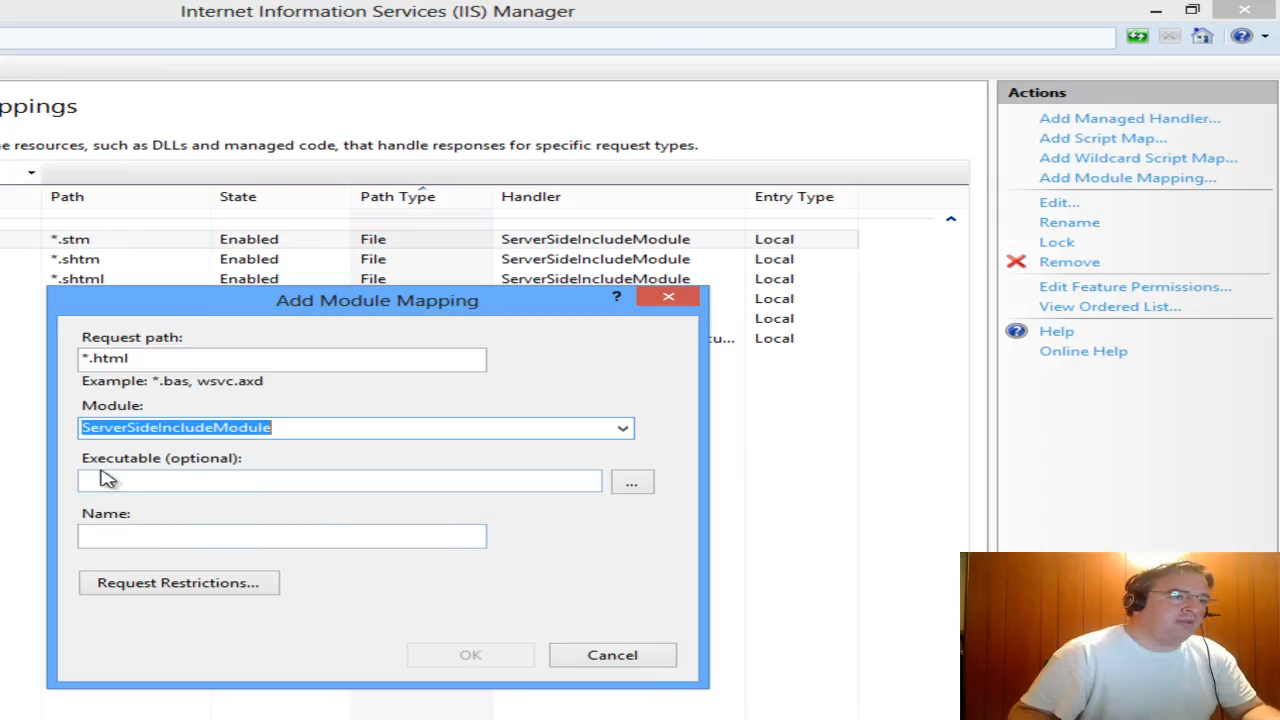 Internet Information Services (IIS) Manager
ppings
e resources, such as DLLs and managed code, that handle responses for specific request types.
Path State Path Type Handler Entry Type
*.stm Enabled File ServerSideIncludeModule Local
*.shtm Enabled File ServerSideIncludeModule Local
*.shtml Enabled File ServerSideIncludeModule Local
Local
Local
cu... Local
Add Module Mapping
?
Request path:
*.html
Example: *.bas, wsvc.axd
Module:
ServerSideIncludeModule
Executable (optional):
...
Name:
Request Restrictions...
OK Cancel
Actions
Add Managed Handler...
Add Script Map...
Add Wildcard Script Map...
Add Module Mapping...
Edit...
Rename
Lock
Remove
Edit Feature Permissions...
View Ordered List...
Help
Online Help